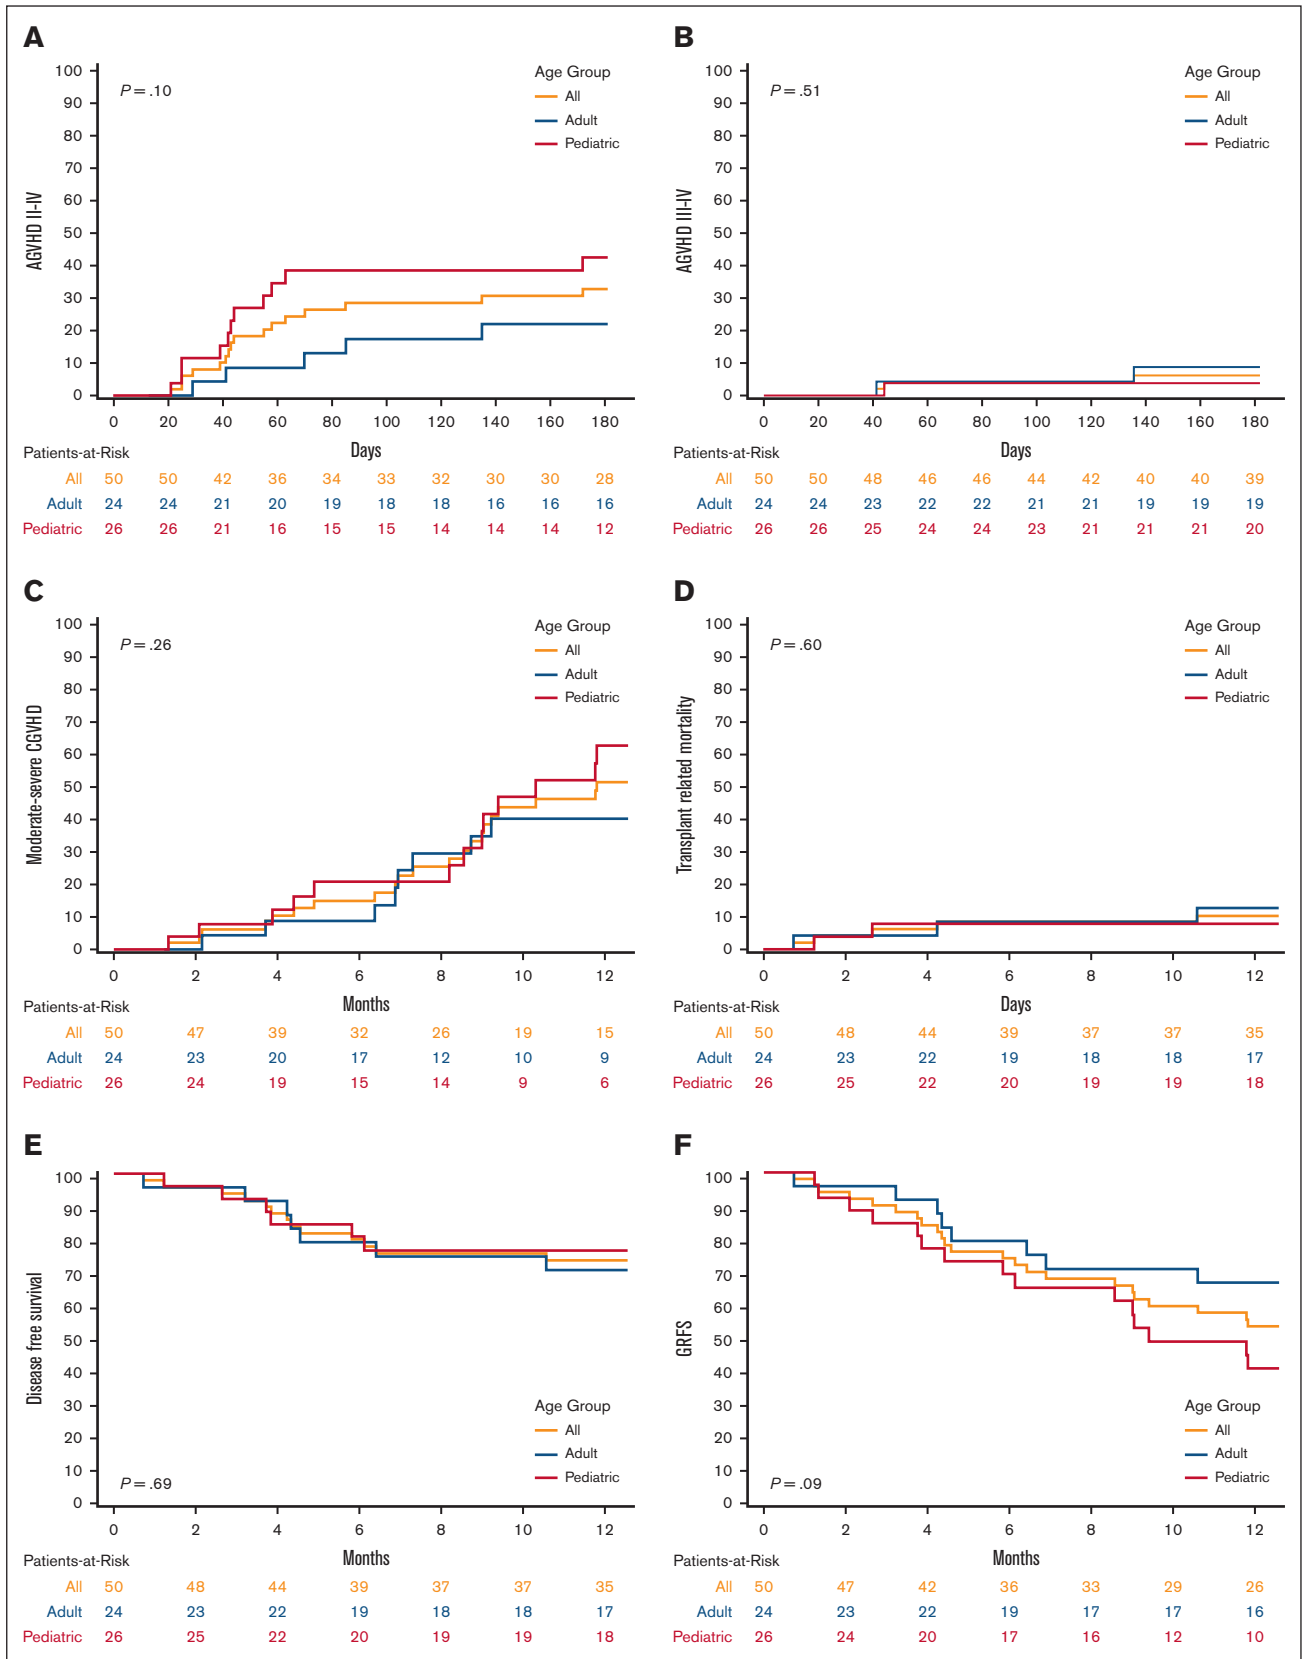 A
AGVHD II-IV
100
90
80
70
60
50
40
30
20
10
0
P = .10
Age Group
All
Adult
Pediatric
0 20 40 60 80 100 120 140 160 180
Days
Patients-at-Risk
All 50 50 42 36 34 33 32 30 30 28
Adult 24 24 21 20 19 18 18 16 16 16
Pediatric 26 26 21 16 15 15 14 14 14 12
B
AGVHD III-IV
100
90
80
70
60
50
40
30
20
10
0
P = .51
Age Group
All
Adult
Pediatric
0 20 40 60 80 100 120 140 160 180
Days
Patients-at-Risk
All 50 50 48 46 46 44 42 40 40 39
Adult 24 24 23 22 22 21 21 19 19 19
Pediatric 26 26 25 24 24 23 21 21 21 20
C
Moderate-severe CGVHD
100
90
80
70
60
50
40
30
20
10
0
P = .26
Age Group
All
Adult
Pediatric
0 2 4 6 8 10 12
Months
Patients-at-Risk
All 50 47 39 32 26 19 15
Adult 24 23 20 17 12 10 9
Pediatric 26 24 19 15 14 9 6
D
Transplant related mortality
100
90
80
70
60
50
40
30
20
10
0
P = .60
Age Group
All
Adult
Pediatric
0 2 4 6 8 10 12
Days
Patients-at-Risk
All 50 48 44 39 37 37 35
Adult 24 23 22 19 18 18 17
Pediatric 26 25 22 20 19 19 18
E
Disease free survival
100
90
80
70
60
50
40
30
20
10
0
Age Group
All
Adult
Pediatric
P = .69
0 2 4 6 8 10 12
Months
Patients-at-Risk
All 50 48 44 39 37 37 35
Adult 24 23 22 19 18 18 17
Pediatric 26 25 22 20 19 19 18
F
GRFS
100
90
80
70
60
50
40
30
20
10
0
Age Group
All
Adult
Pediatric
P = .09
0 2 4 6 8 10 12
Months
Patients-at-Risk
All 50 47 42 36 33 29 26
Adult 24 23 22 19 17 17 16
Pediatric 26 24 20 17 16 12 10